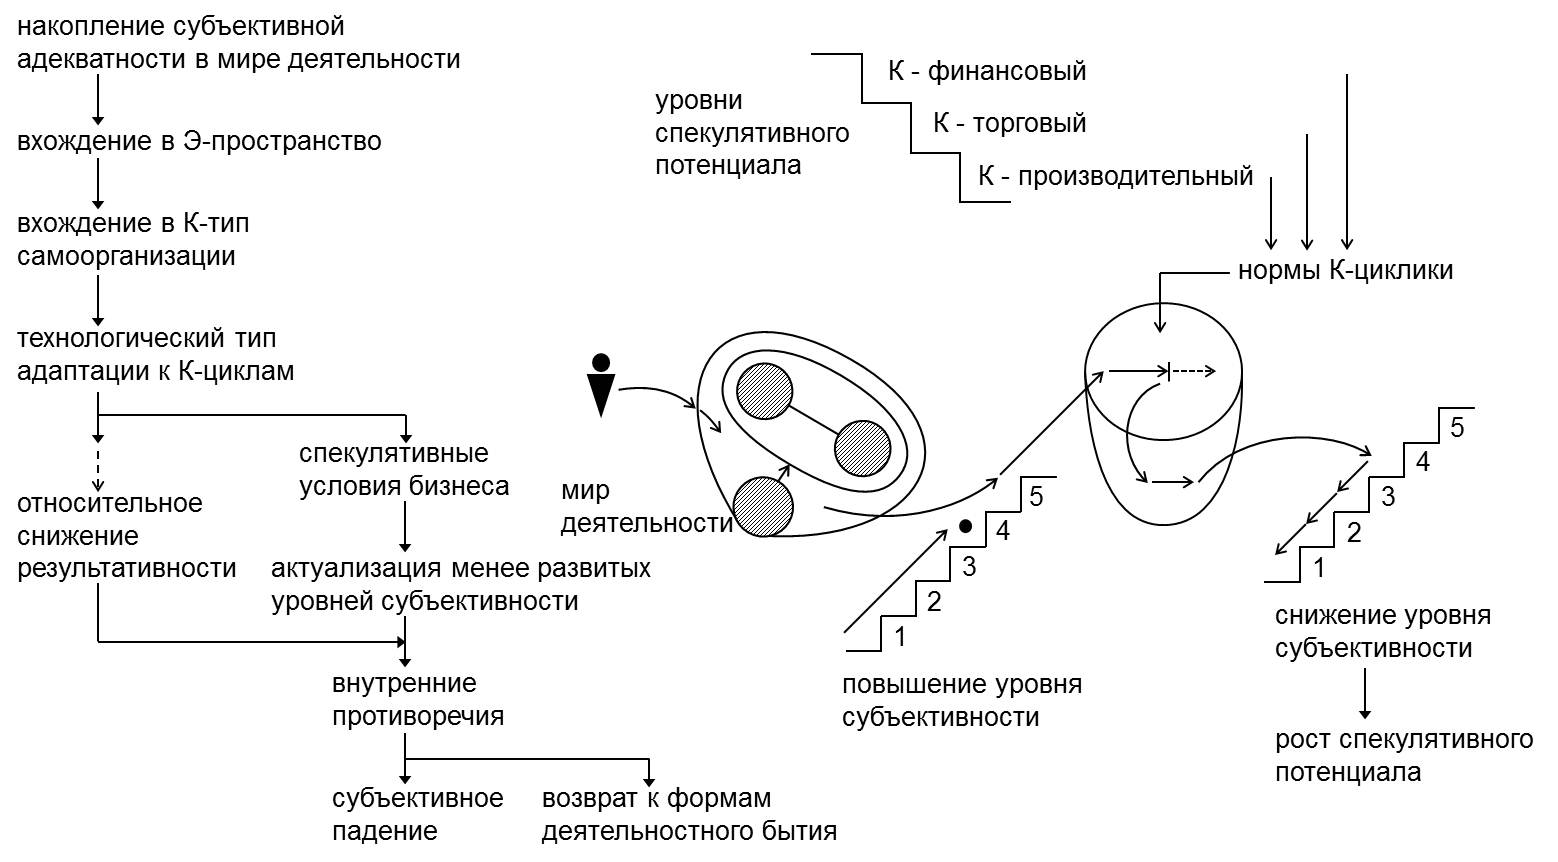 накопление субъективной
адекватности в мире деятельности
вхождение в Э-пространство
вхождение в К-тип
самоорганизации
технологический тип
адаптации к К-циклам
относительное
снижение
результативности
спекулятивные
условия бизнеса
актуализация менее развитых
уровней субъективности
внутренние
противоречия
субъективное
падение
возврат к формам
деятельностного бытия
уровни
спекулятивного
потенциала
К - финансовый
К - торговый
К - производительный
нормы К-циклики
мир
деятельности
5
4
3
2
1
повышение уровня
субъективности
5
4
3
2
1
снижение уровня
субъективности
рост спекулятивного
потенциала